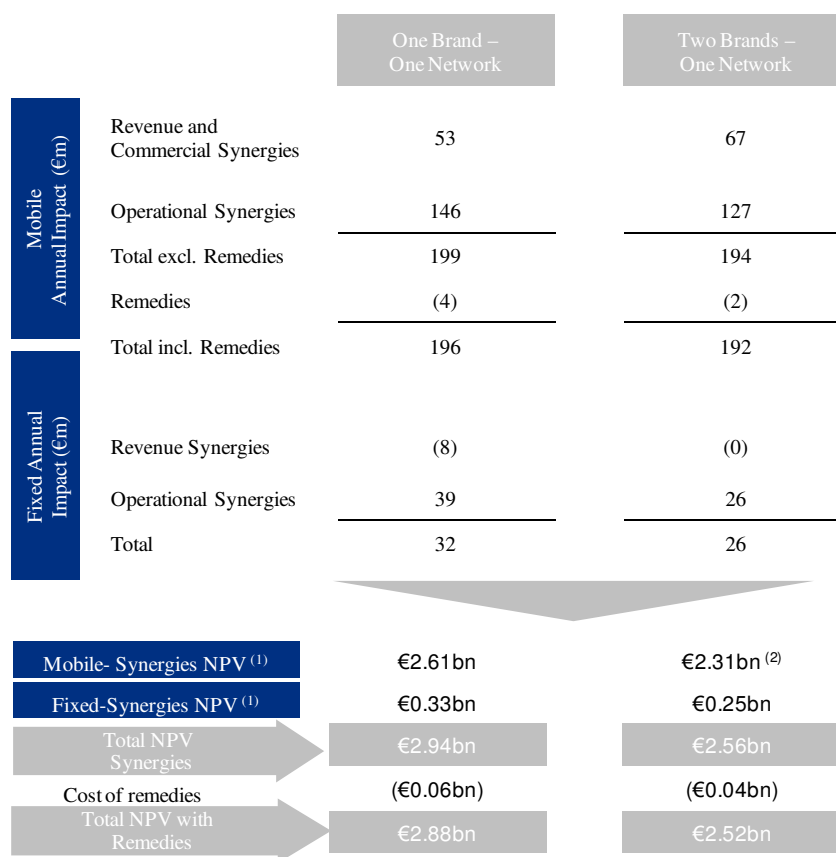 One Brand –
One Network
Two Brands –
One Network
Mobile
Annual Impact (€m)
Revenue and
Commercial Synergies
53
67
Operational Synergies
146
127
Total excl. Remedies
199
194
Remedies
(4)
(2)
Total incl. Remedies
196
192
Fixed Annual
Impact (€m)
Revenue Synergies
(8)
(0)
Operational Synergies
39
26
Total
32
26
Mobile- Synergies NPV (1)
€2.61bn
€2.31bn (2)
Fixed-Synergies NPV (1)
€0.33bn
€0.25bn
Total NPV
Synergies
€2.94bn
€2.56bn
Cost of remedies
(€0.06bn)
(€0.04bn)
Total NPV with
Remedies
€2.88bn
€2.52bn